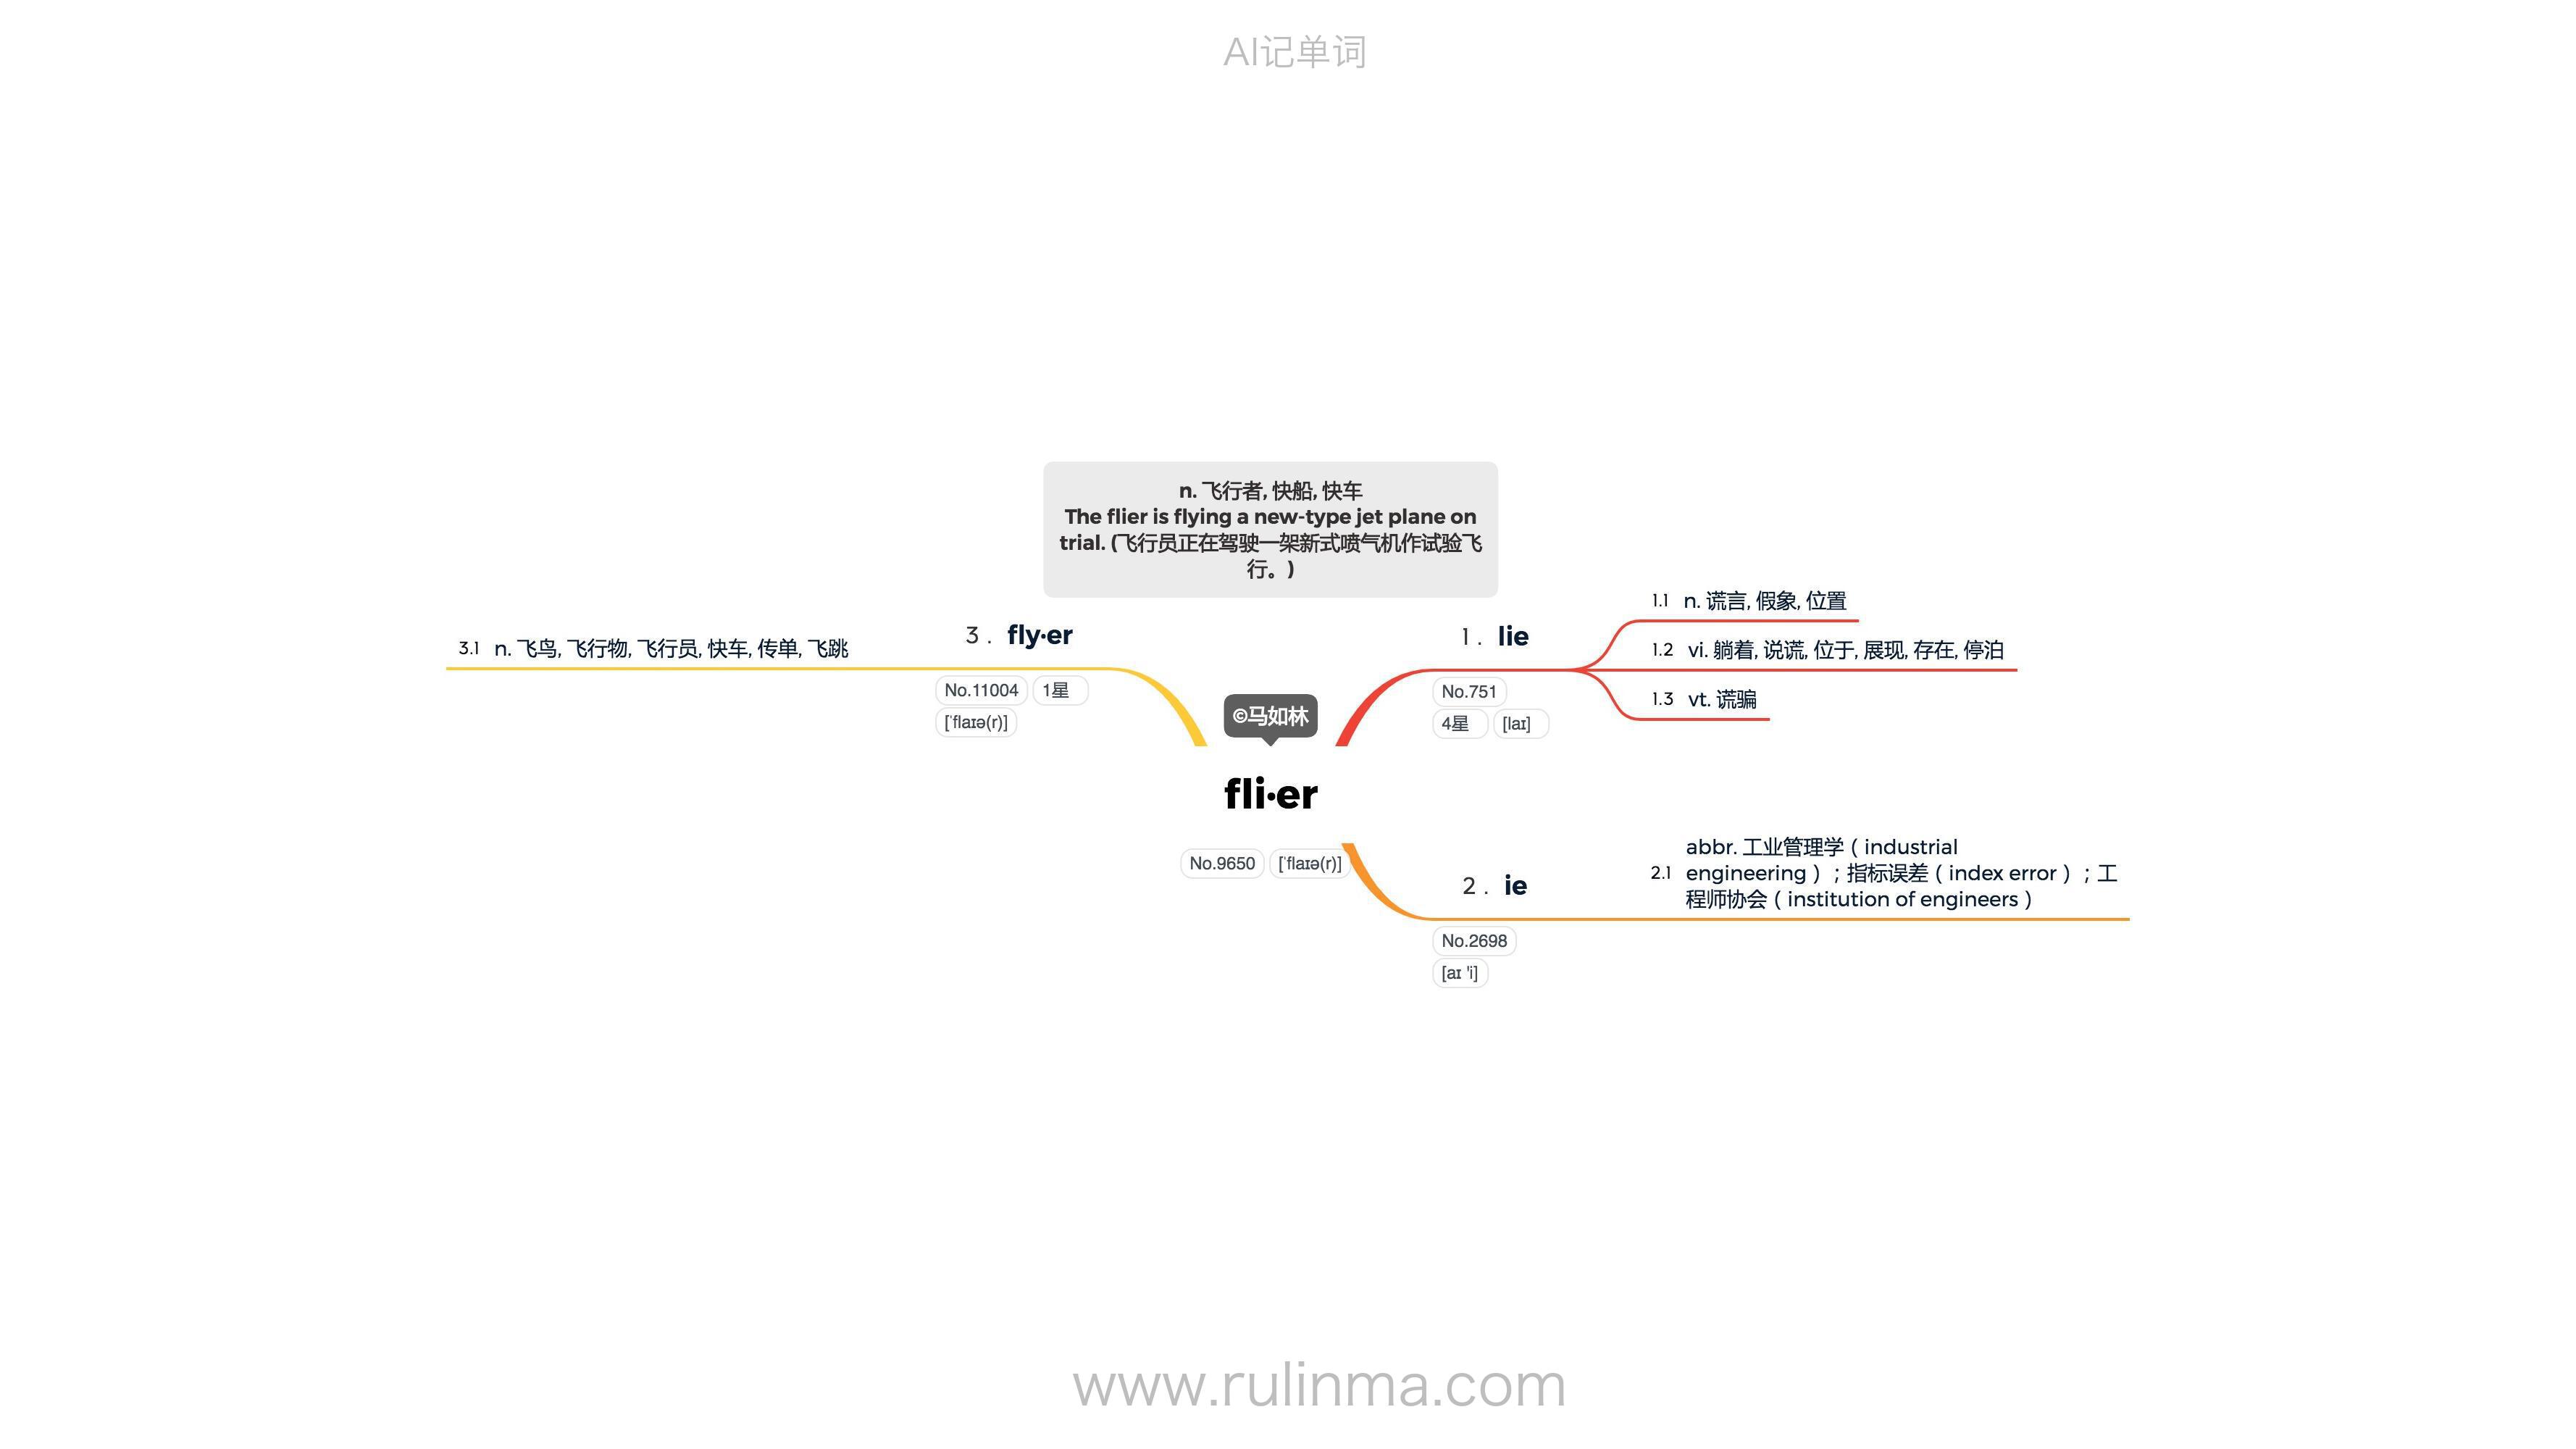 AI记单词
n. 飞行者, 快船, 快车
The flier is flying a new-type jet plane on
trial. (飞行员正在驾驶一架新式喷气机作试验飞
行。)
©马如林
fli·er
No.9650 [ˈflaɪə(r)]
1 . lie
No.751
4星 [laɪ]
1.1 n. 谎言, 假象, 位置
1.2 vi. 躺着, 说谎, 位于, 展现, 存在, 停泊
1.3 vt. 谎骗
2 . ie
No.2698
[aɪ 'i]
2.1 abbr. 工业管理学（industrial
engineering）；指标误差（index error）；工
程师协会（institution of engineers）
3 . fly·er
No.11004 1星
[ˈflaɪə(r)]
3.1 n. 飞鸟, 飞行物, 飞行员, 快车, 传单, 飞跳
www.rulinma.com